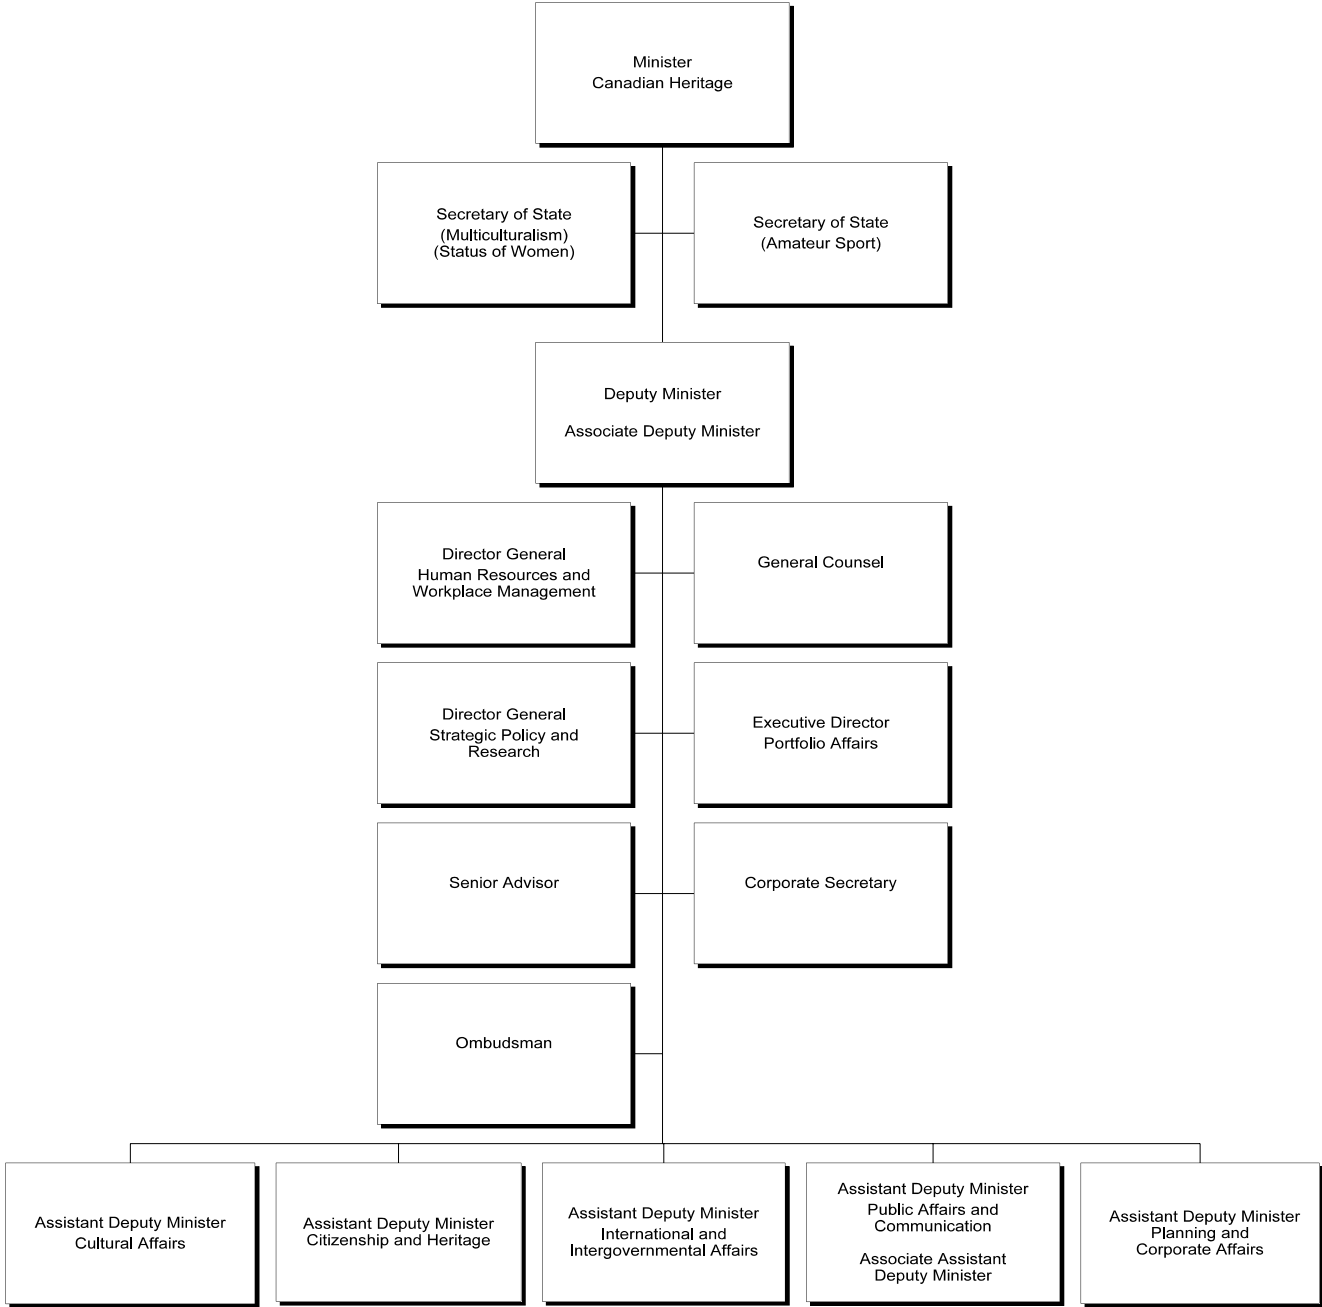 Minister
Canadian Heritage
Secretary of State
(Multiculturalism)
(Status of Women)
Secretary of State
(Amateur Sport)
Deputy Minister
Associate Deputy Minister
Director General
Human Resources and
Workplace Management
General Counsel
Director General
Strategic Policy and
Research
Executive Director
Portfolio Affairs
Senior Advisor
Corporate Secretary
Ombudsman
Assistant Deputy Minister
Cultural Affairs
Assistant Deputy Minister
Citizenship and Heritage
Assistant Deputy Minister
International and
Intergovernmental Affairs
Assistant Deputy Minister
Public Affairs and
Communication
Associate Assistant
Deputy Minister
Assistant Deputy Minister
Planning and
Corporate Affairs